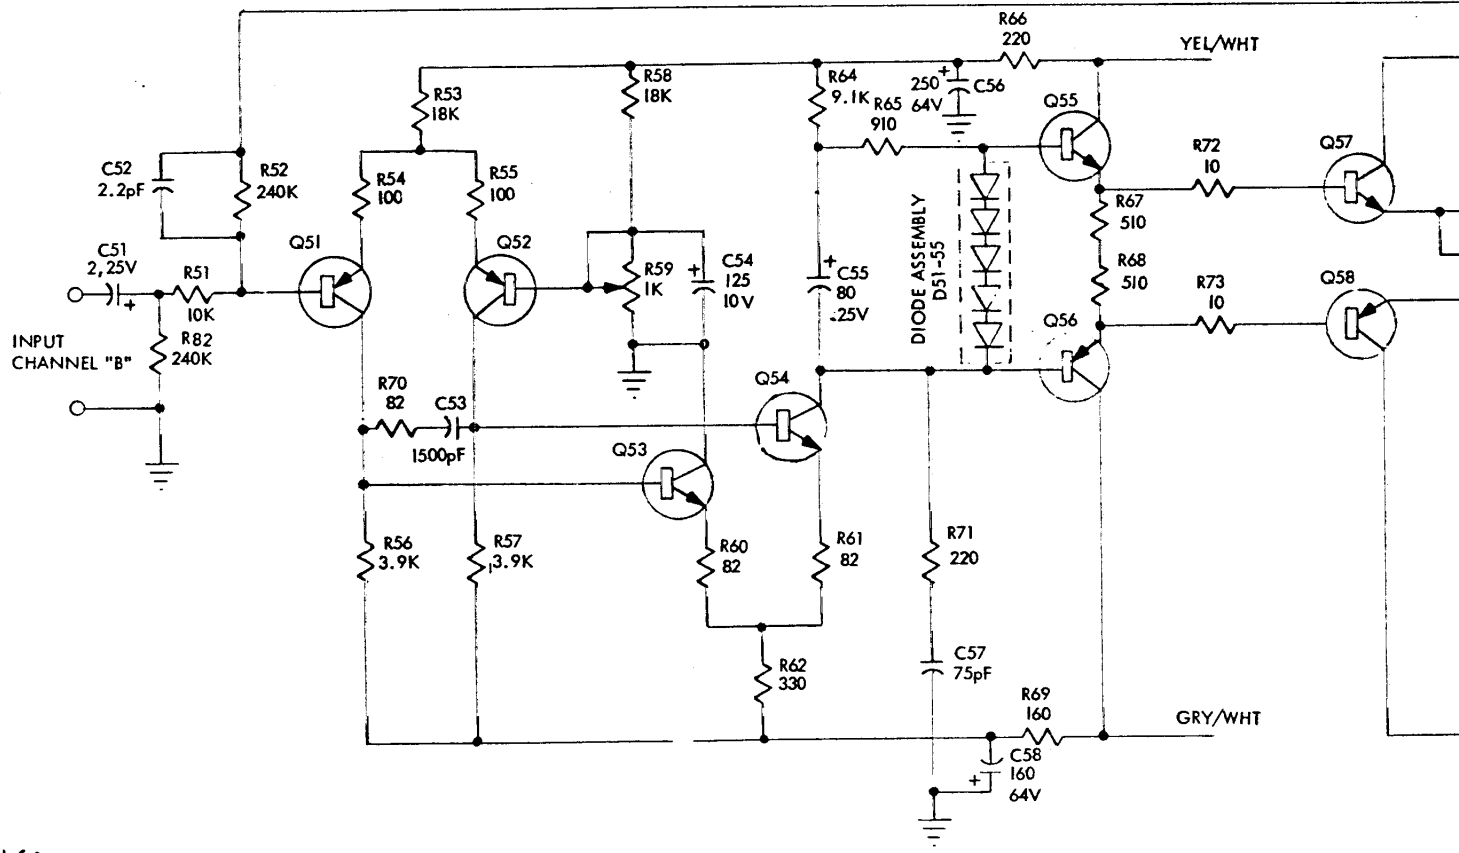 R66
220
YEL/WHT
R53
18K
R58
18K
R64
9.1K
R65
910
+
250
64V
C56
Q55
R72
10
Q57
C52
2.2pF
R52
240K
R54
100
R55
100
DIODE ASSEMBLY
D51-55
R67
510
R68
510
Q51
Q52
C51
2,25V
+
R51
10K
R59
1K
+
C54
125
10V
+
C55
80
25V
R73
10
Q58
Q56
INPUT
CHANNEL "B"
R82
240K
R70
82
C53
1500pF
Q54
Q53
R56
3.9K
R57
3.9K
R60
82
R61
82
R71
220
R62
330
C57
75pF
R69
160
GRY/WHT
C58
160
64V
+